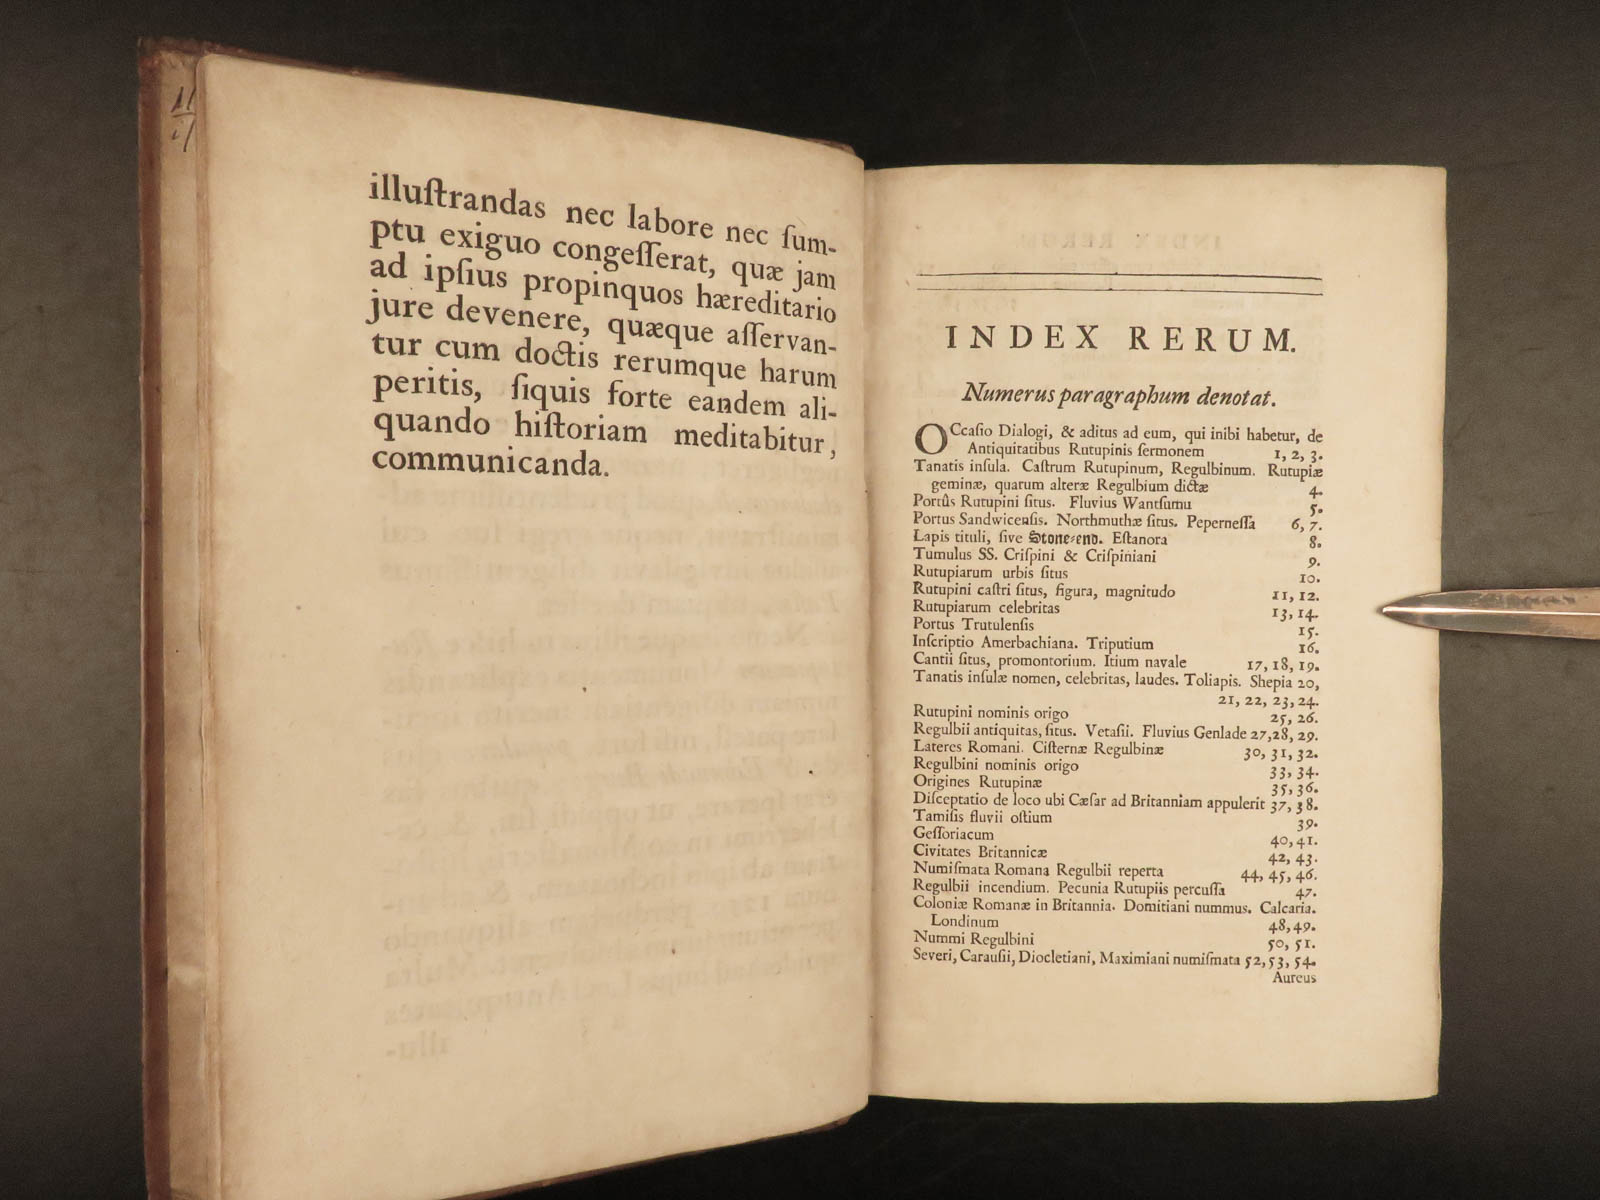 illuſtrandas nec labore nec ſum-
ptu exiguo congeſſerat, quæ jam
ad ipſius propinquos hæreditario
jure devenere, quæque aſſervan-
tur cum doctis rerumque harum
peritis, ſiquis forte eandem ali-
quando hiſtoriam meditabitur,
communicanda.
INDEX RERUM.
Numerus paragraphum denotat.
OCcaſio Dialogi, & aditus ad eum, qui inibi habetur, de
Antiquitatibus Rutupinis ſermonem 1, 2, 3.
Tanatis inſula. Caſtrum Rutupinum, Regulbinum. Rutupiæ
geminæ, quarum alteræ Regulbium dictæ 4.
Portûs Rutupini ſitus. Fluvius Wantſumu 5.
Portus Sandwicenſis. Northmuthæ ſitus. Peperneſſa 6, 7.
Lapis tituli, ſive Stone-end. Eſtanora 8.
Tumulus SS. Criſpini & Criſpiniani 9.
Rutupiarum urbis ſitus 10.
Rutupini caſtri ſitus, figura, magnitudo 11, 12.
Rutupiarum celebritas 13, 14.
Portus Trutulenſis 15.
Inſcriptio Amerbachiana. Triputium 16.
Cantii ſitus, promontorium. Itium navale 17, 18, 19.
Tanatis inſulæ nomen, celebritas, laudes. Toliapis. Shepia 20,
21, 22, 23, 24.
Rutupini nominis origo 25, 26.
Regulbii antiquitas, ſitus. Vetaſii. Fluvius Genlade 27, 28, 29.
Lateres Romani. Ciſternæ Regulbinæ 30, 31, 32.
Regulbini nominis origo 33, 34.
Origines Rutupinæ 35, 36.
Diſceptatio de loco ubi Cæſar ad Britanniam appulerit 37, 38.
Tamiſis fluvii oſtium 39.
Geſſoriacum 40, 41.
Civitates Britannicæ 42, 43.
Numiſmata Romana Regulbii reperta 44, 45, 46.
Regulbii incendium. Pecunia Rutupiis percuſſa 47.
Coloniæ Romanæ in Britannia. Domitiani nummus. Calcaria.
Londinum 48, 49.
Nummi Regulbini 50, 51.
Severi, Carauſii, Diocletiani, Maximiani numiſmata 52, 53, 54.
Aureus